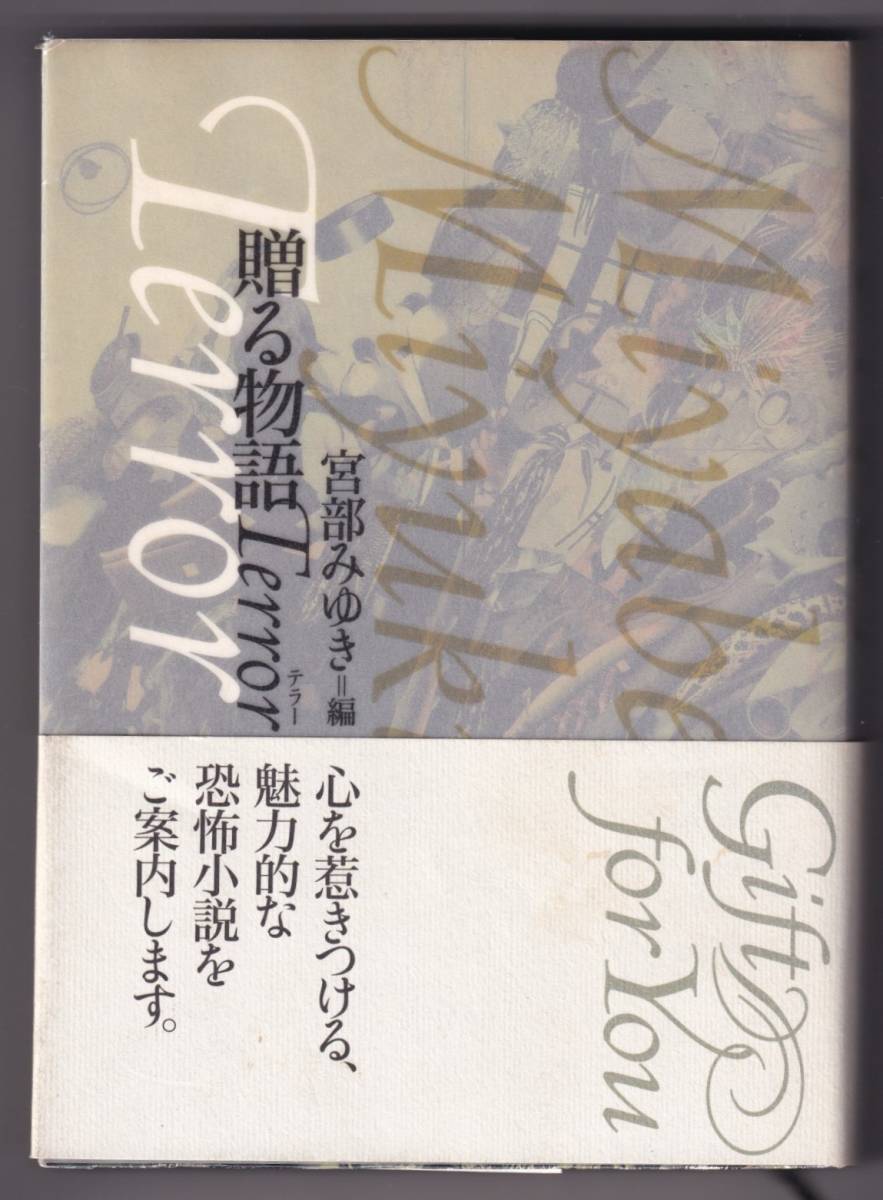 Miyabe
Miyuki
宮部みゆき=編
贈る物語Terror
テラー
Terror
Gift
for You
心を惹きつける、
魅力的な
恐怖小説を
ご案内します。